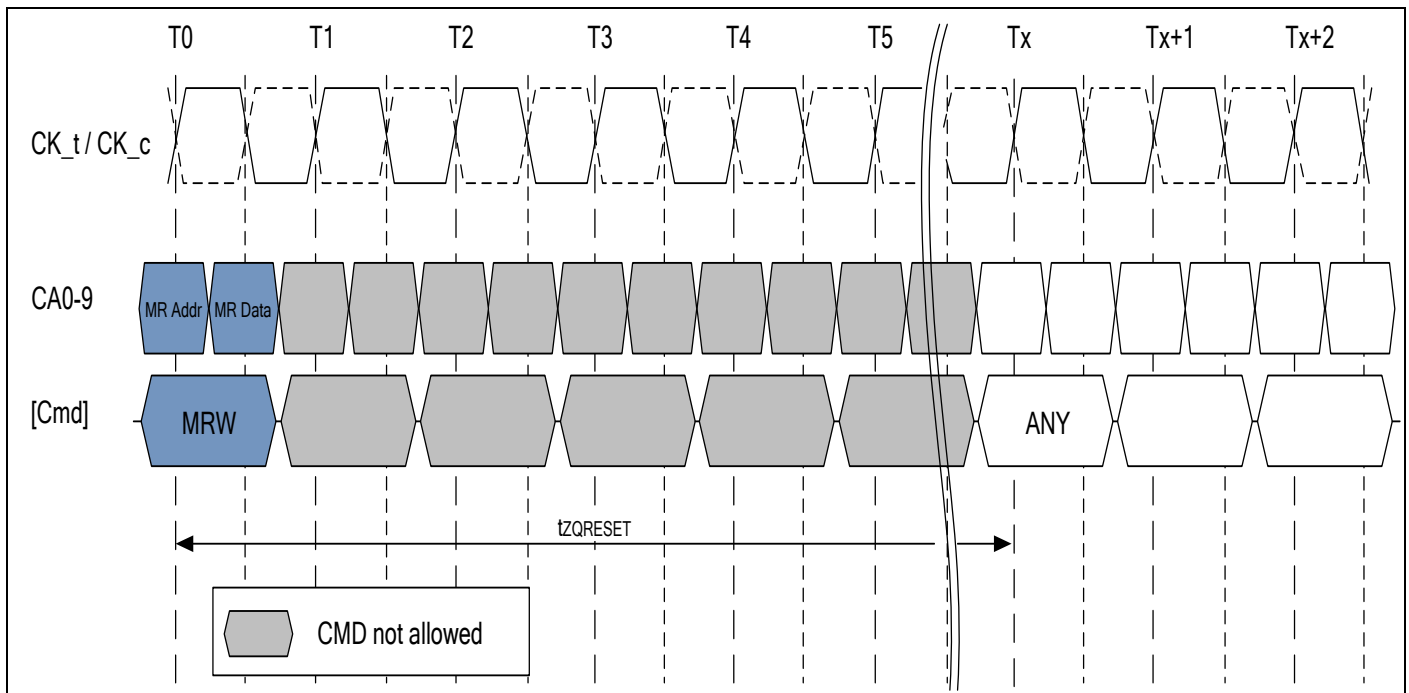 T0 T1 T2 T3 T4 T5 Tx Tx+1 Tx+2
CK_t / CK_c
CA0-9
MR Addr MR Data
[Cmd]
MRW ANY
tZQRESET
CMD not allowed